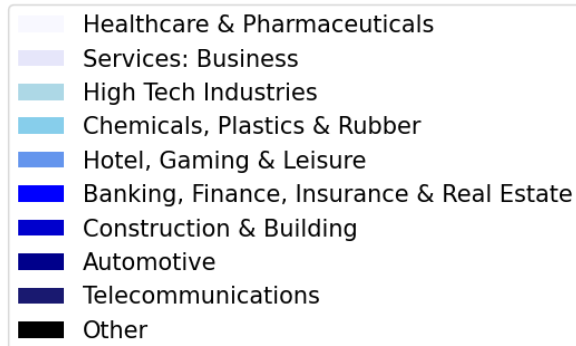 Healthcare & Pharmaceuticals
Services: Business
High Tech Industries
Chemicals, Plastics & Rubber
Hotel, Gaming & Leisure
Banking, Finance, Insurance & Real Estate
Construction & Building
Automotive
Telecommunications
Other